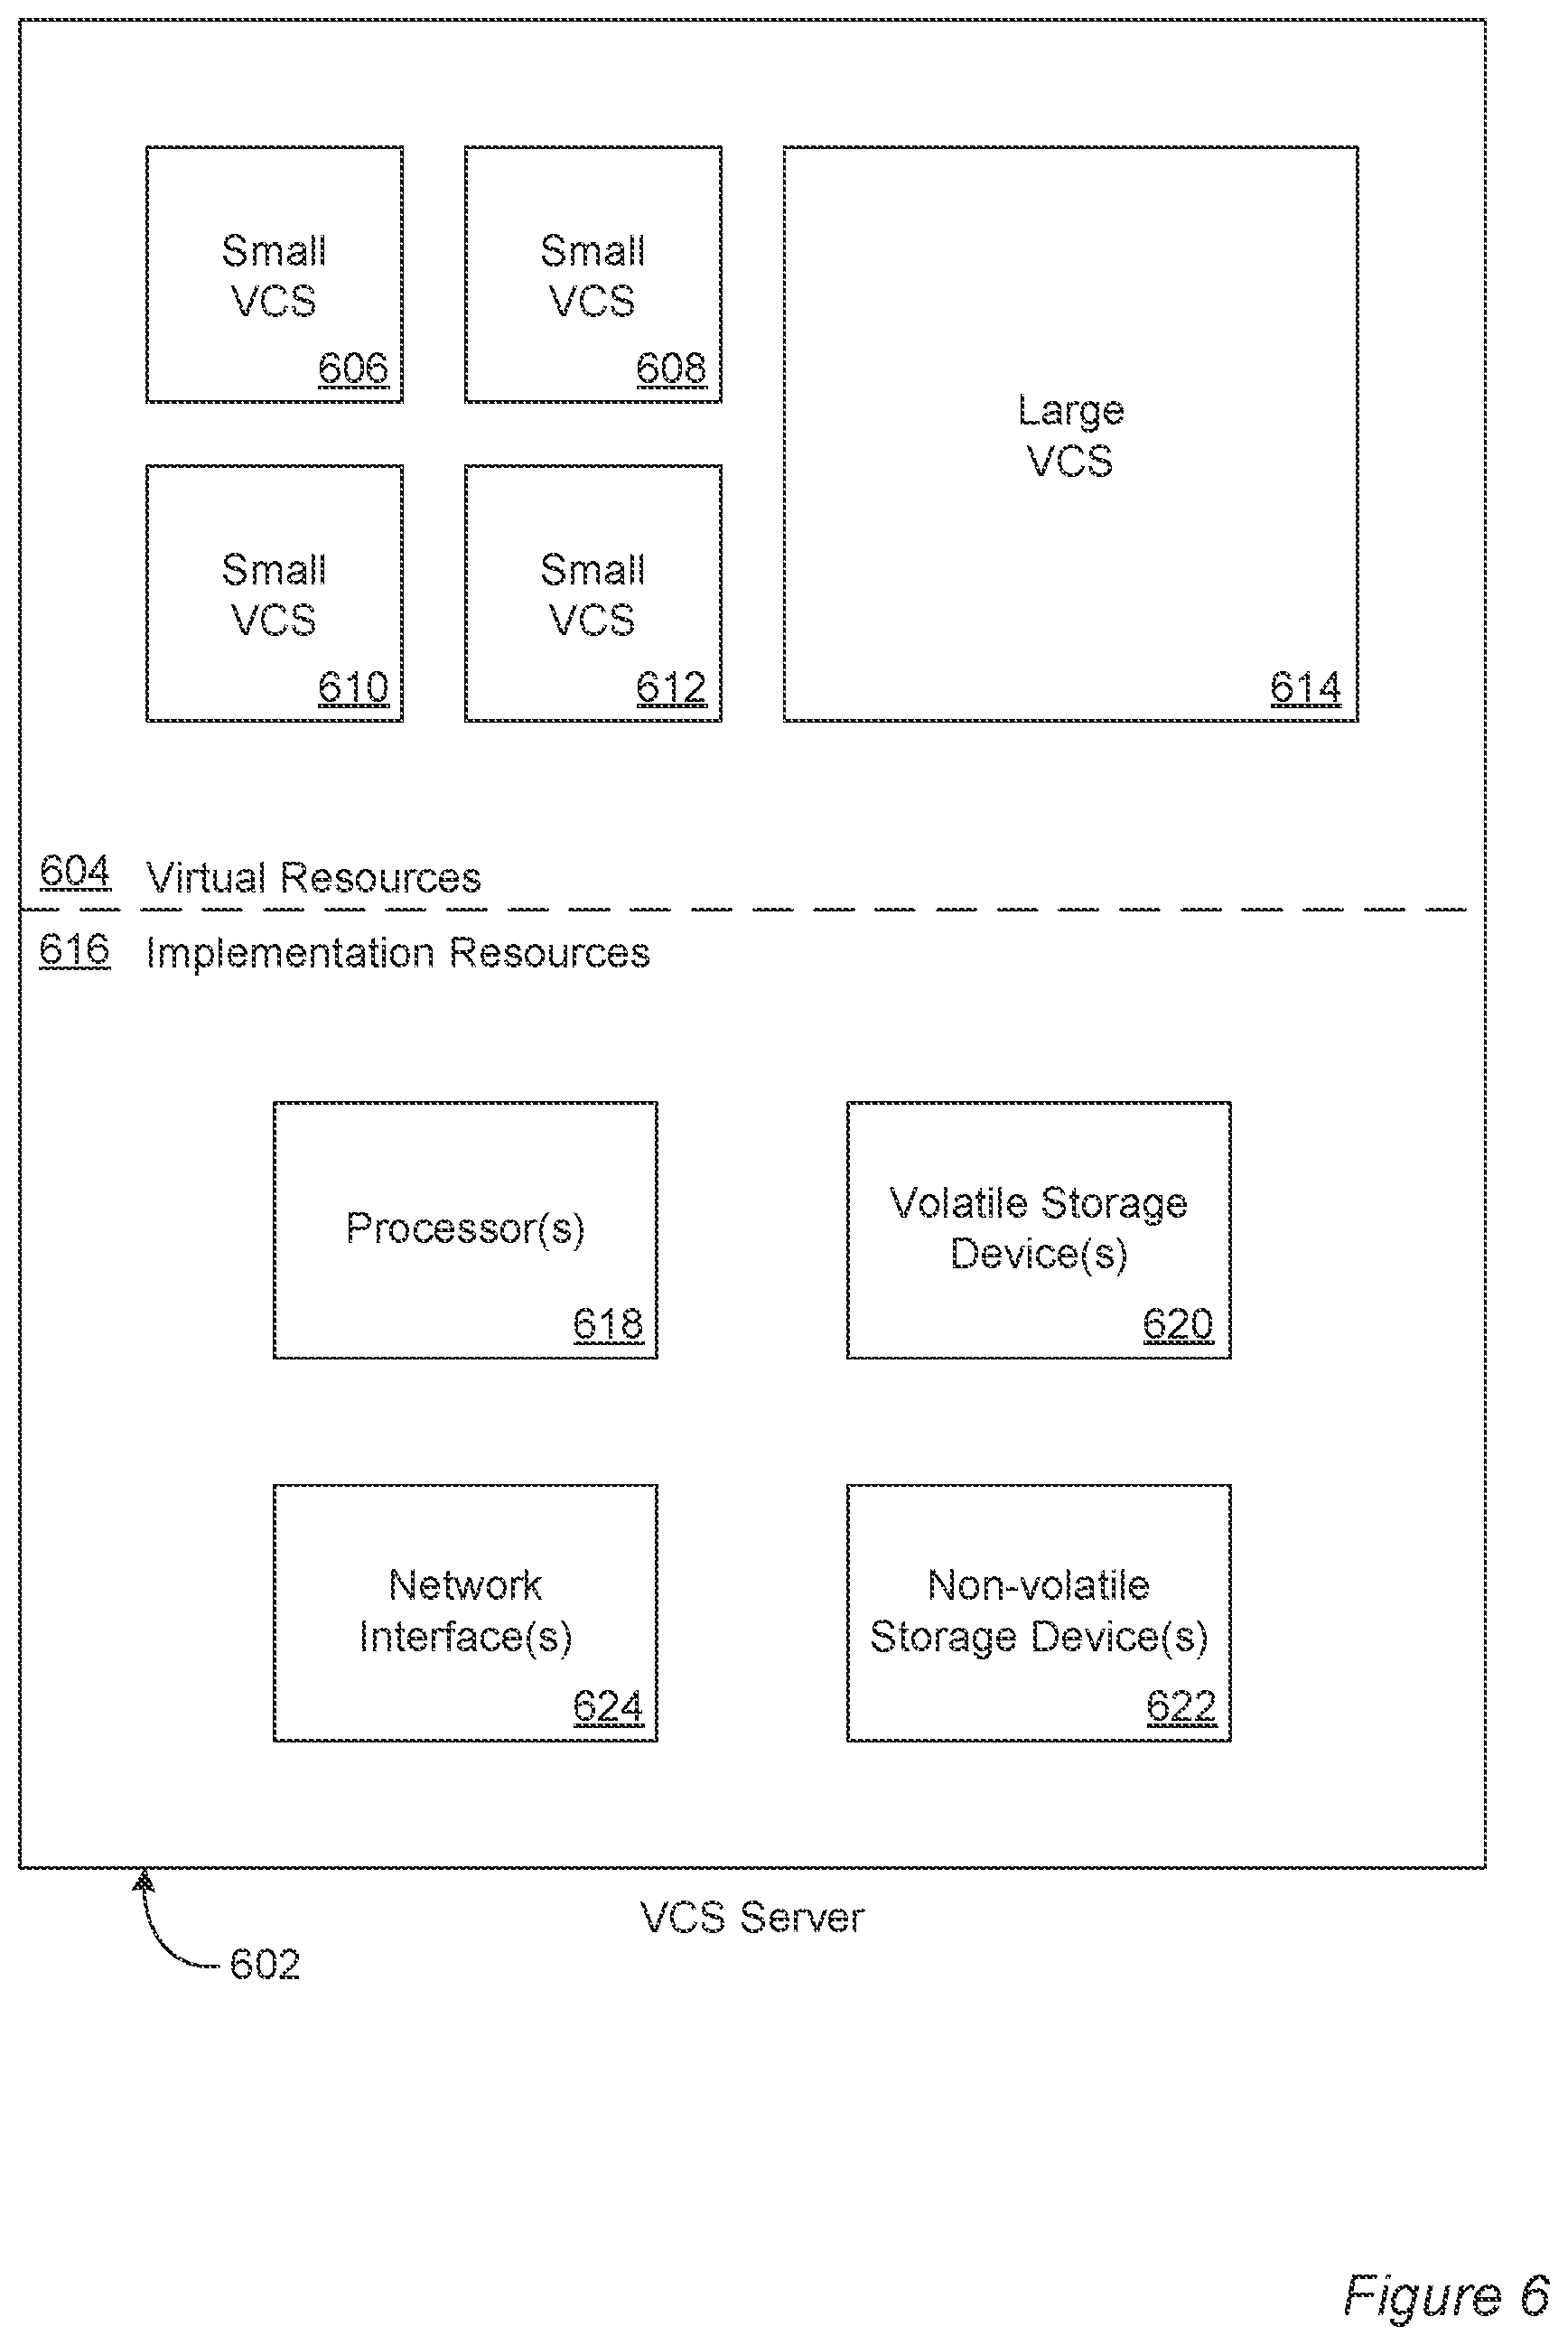 Small
VCS
606
Small
VCS
608
Small
VCS
610
Small
VCS
612
Large
VCS
614
604 Virtual Resources
616 Implementation Resources
Processor(s)
618
Volatile Storage
Device(s)
620
Network
Interface(s)
624
Non-volatile
Storage Device(s)
622
VCS Server
602
Figure 6